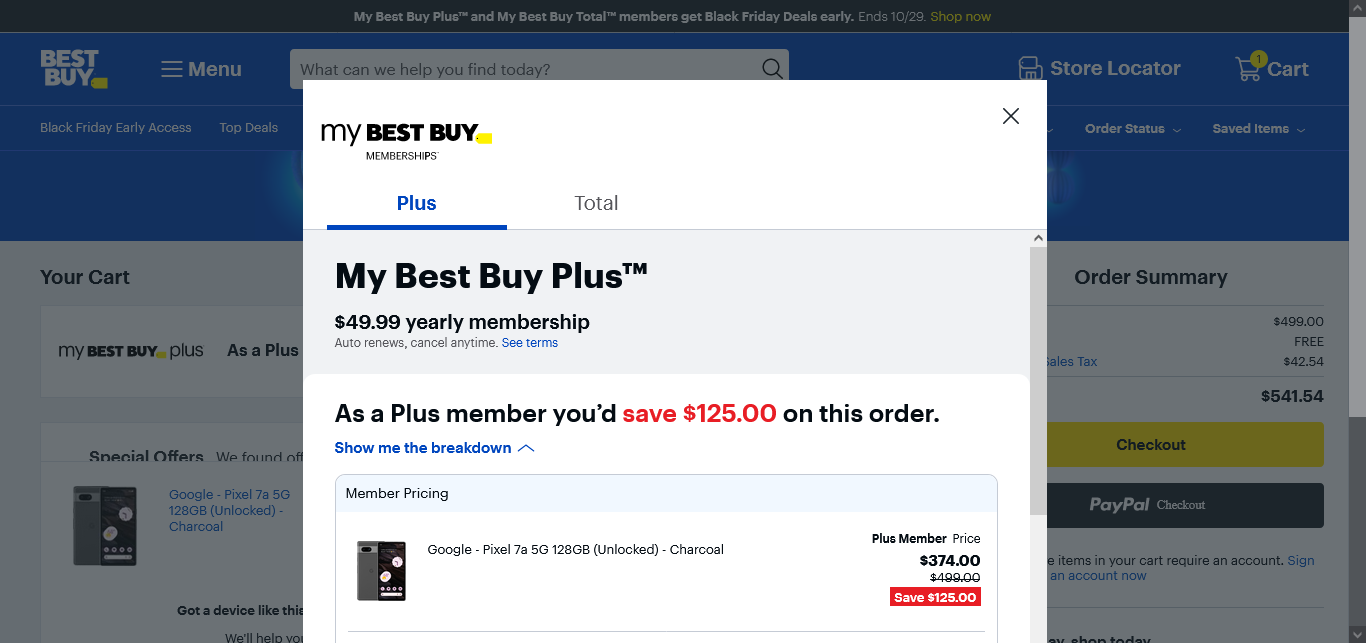 My Best Buy Plus™ and My Best Buy Total™ members get Black Friday Deals early. Ends 10/29. Shop now
BEST BUY
Menu
What can we help you find today?
Store Locator
1
Cart
Black Friday Early Access
Top Deals
Order Status
Saved Items
my BEST BUY
MEMBERSHIPS
Plus
Total
My Best Buy Plus™
$49.99 yearly membership
Auto renews, cancel anytime. See terms
As a Plus member you’d save $125.00 on this order.
Show me the breakdown
Member Pricing
Google - Pixel 7a 5G 128GB (Unlocked) - Charcoal
Plus Member Price
$374.00
$499.00
Save $125.00
Your Cart
my BEST BUY plus
As a Plus
Special Offers We found off
Google - Pixel 7a 5G
128GB (Unlocked) -
Charcoal
Got a device like this
We'll help you
Order Summary
$499.00
FREE
Sales Tax $42.54
$541.54
Checkout
PayPal Checkout
e items in your cart require an account. Sign
an account now
ay, shop today